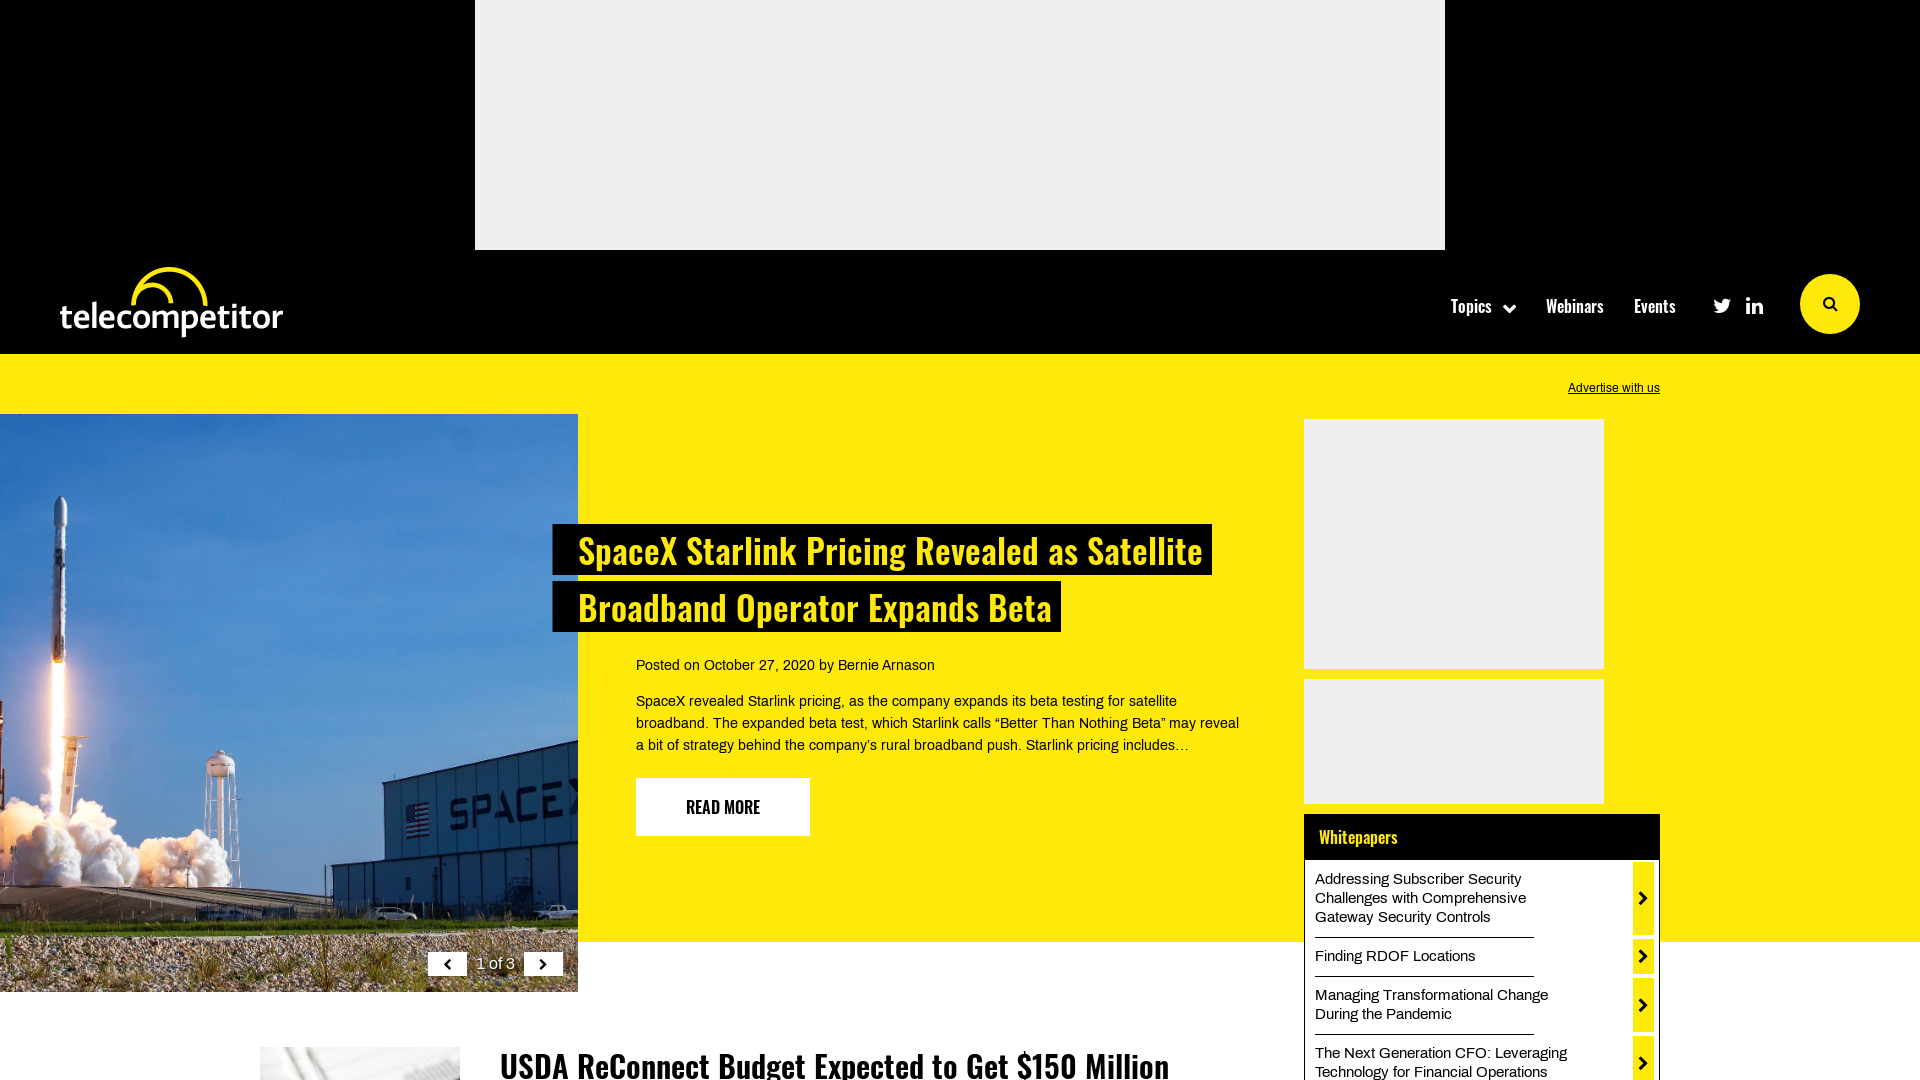 telecompetitor
Topics
Webinars
Events
Advertise with us
SpaceX Starlink Pricing Revealed as Satellite
Broadband Operator Expands Beta
Posted on October 27, 2020 by Bernie Arnason
SpaceX revealed Starlink pricing, as the company expands its beta testing for satellite
broadband. The expanded beta test, which Starlink calls “Better Than Nothing Beta” may reveal
a bit of strategy behind the company’s rural broadband push. Starlink pricing includes…
READ MORE
SPACEX
1 of 3
Whitepapers
Addressing Subscriber Security
Challenges with Comprehensive
Gateway Security Controls
Finding RDOF Locations
Managing Transformational Change
During the Pandemic
The Next Generation CFO: Leveraging
Technology for Financial Operations
USDA ReConnect Budget Expected to Get $150 Million